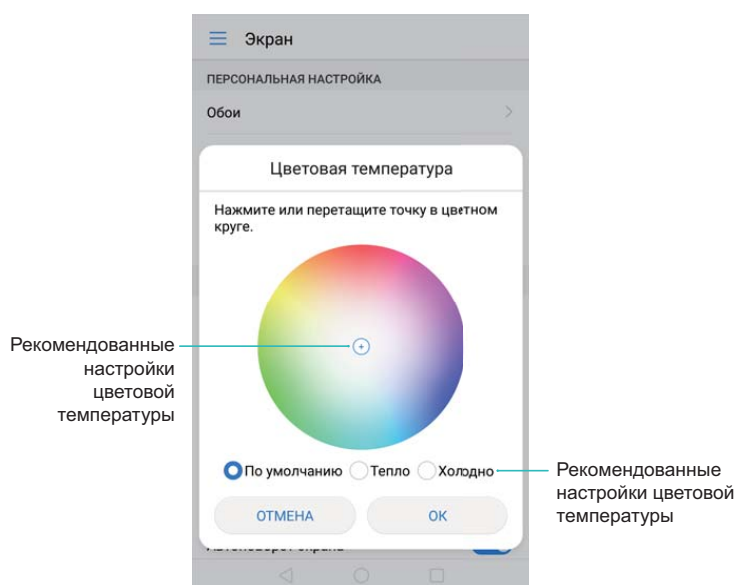 Экран
ПЕРСОНАЛЬНАЯ НАСТРОЙКА
Обои
Цветовая температура
Нажмите или перетащите точку в цветном
круге.
Рекомендованные
настройки
цветовой
температуры
По умолчанию Тепло Холодно
Рекомендованные
настройки цветовой
температуры
ОТМЕНА ОК